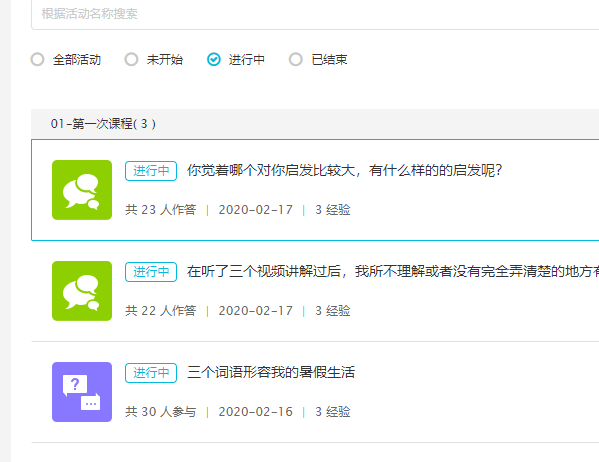 根据活动名称搜索
全部活动 未开始 进行中 已结束
01-第一次课程( 3 )
进行中 你觉着哪个对你启发比较大，有什么样的的启发呢？
共 23 人作答 | 2020-02-17 | 3 经验
进行中 在听了三个视频讲解过后，我所不理解或者没有完全弄清楚的地方有
共 22 人作答 | 2020-02-17 | 3 经验
进行中 三个词语形容我的暑假生活
共 30 人参与 | 2020-02-16 | 3 经验